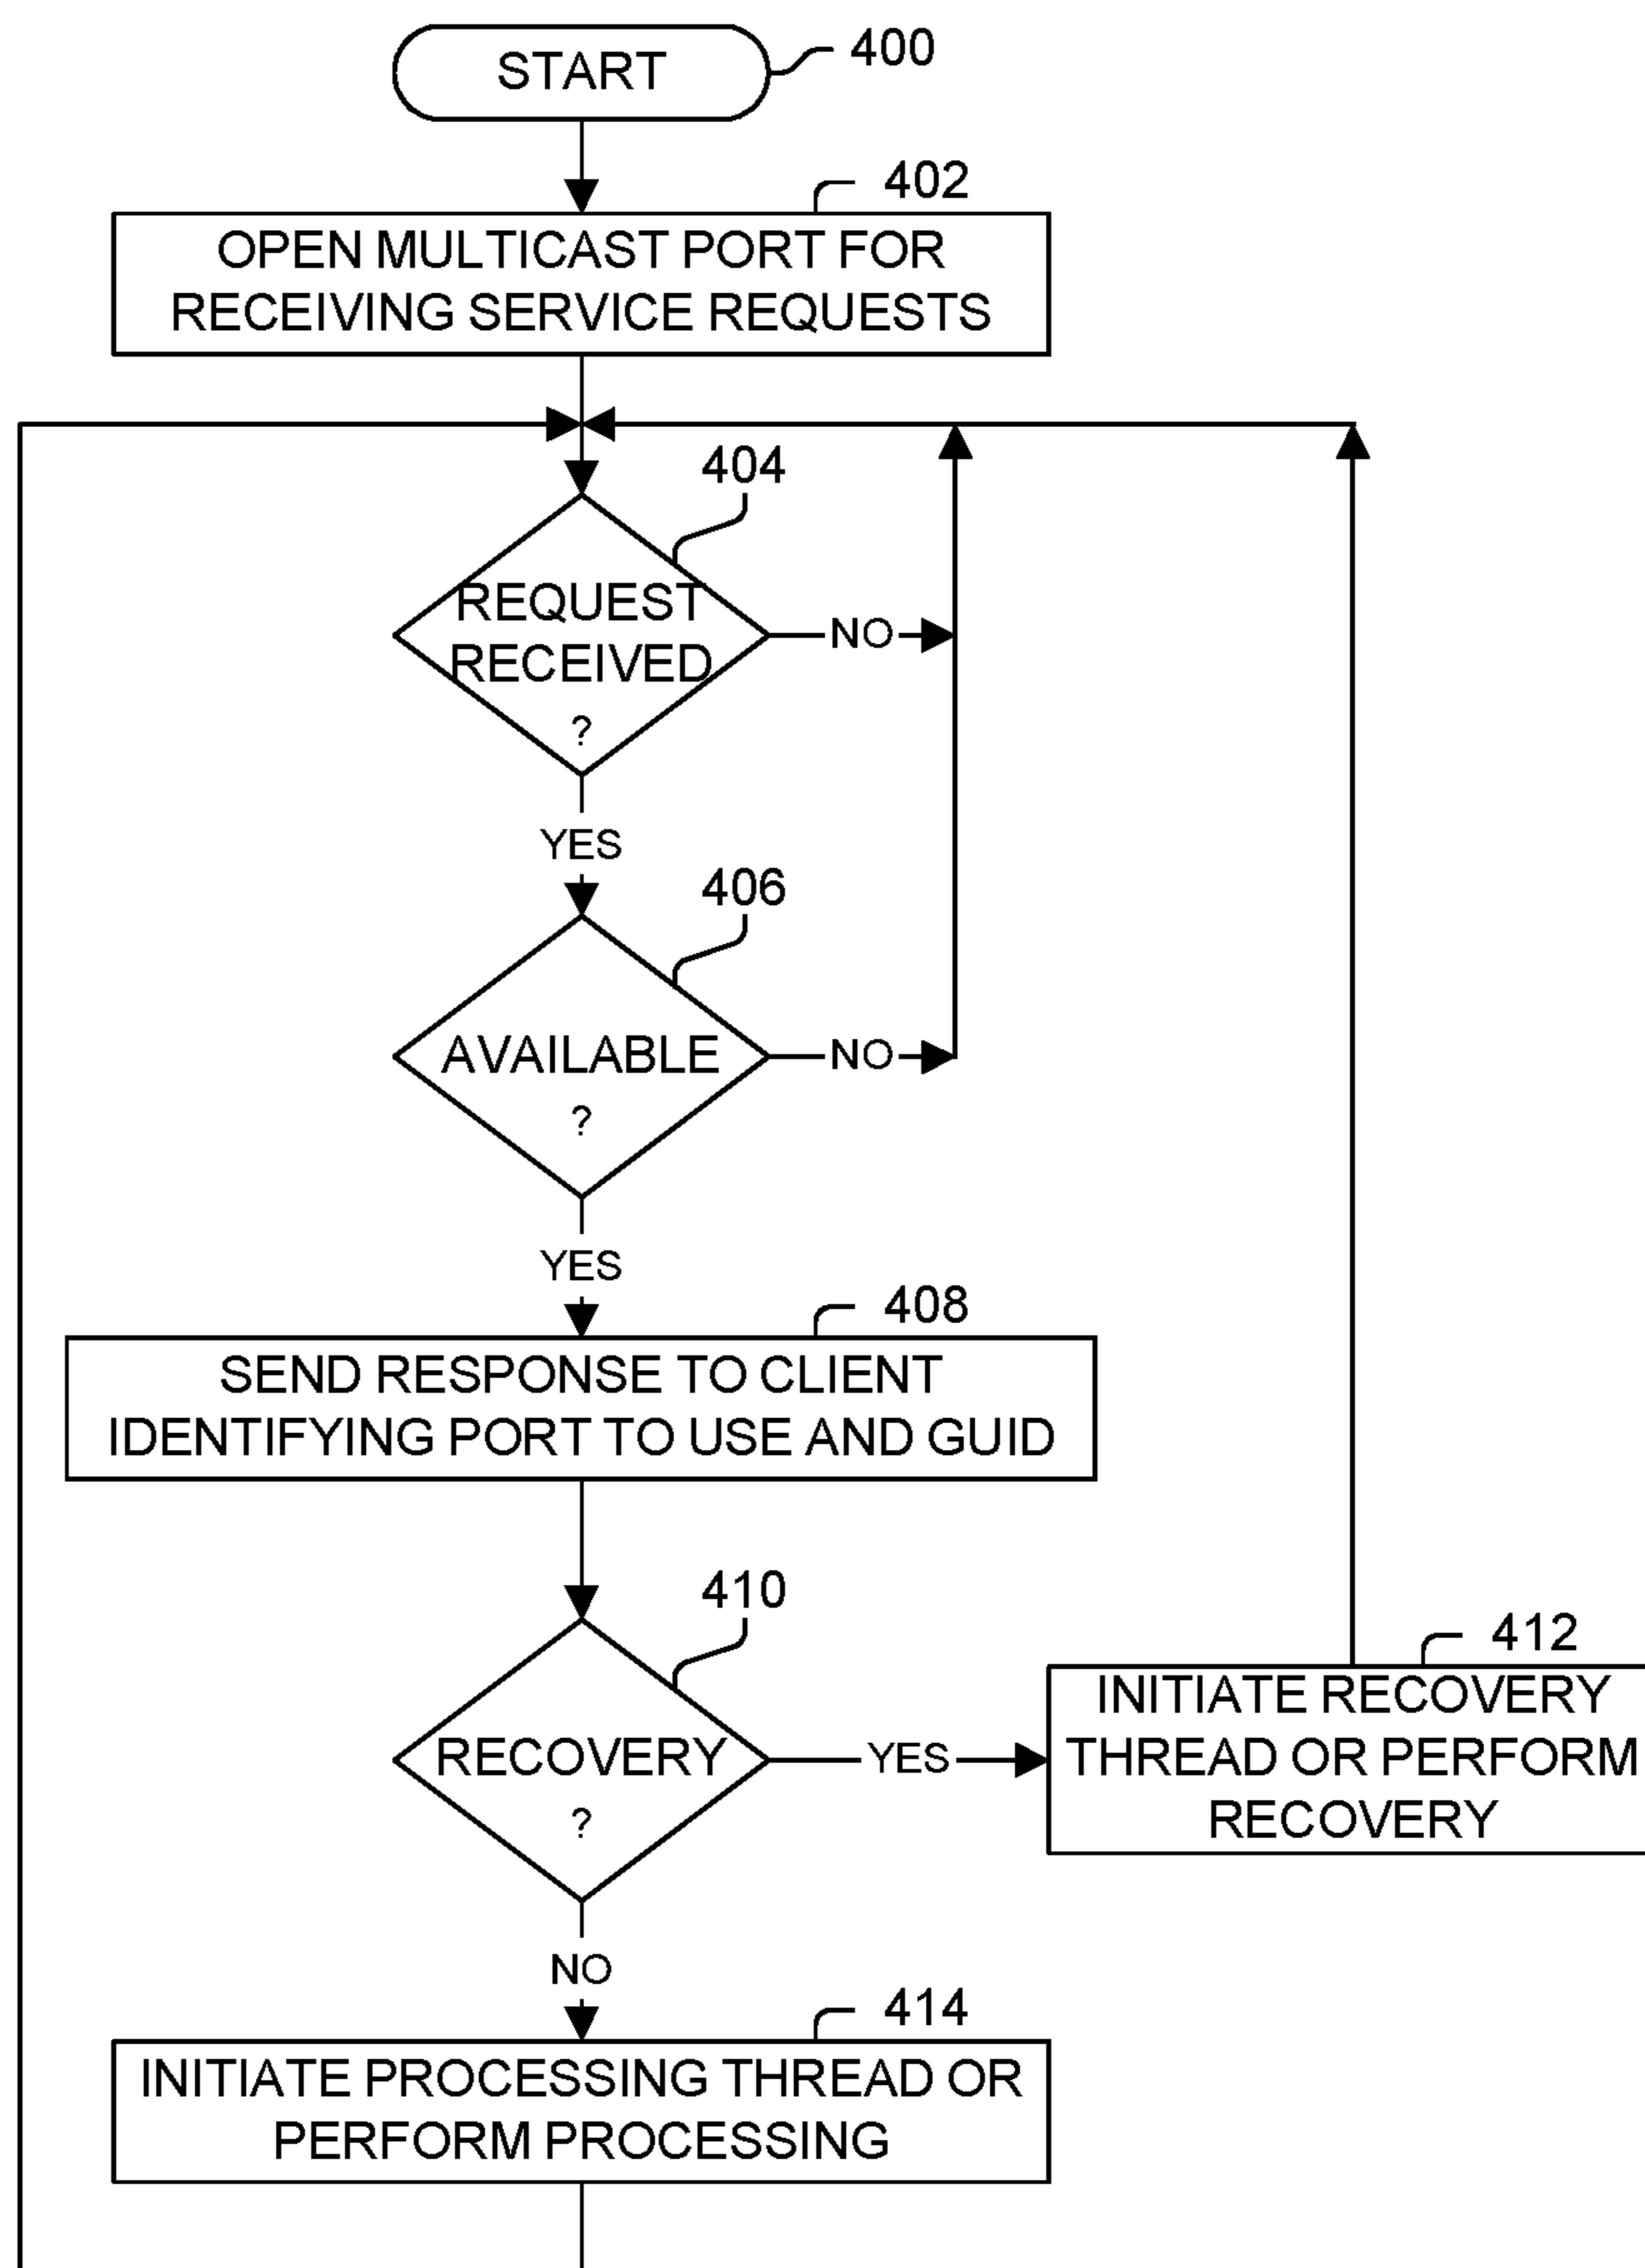 START
400
402
OPEN MULTICAST PORT FOR
RECEIVING SERVICE REQUESTS
404
REQUEST
RECEIVED
?
NO
YES
406
AVAILABLE
?
NO
YES
408
SEND RESPONSE TO CLIENT
IDENTIFYING PORT TO USE AND GUID
410
RECOVERY
?
YES
412
INITIATE RECOVERY
THREAD OR PERFORM
RECOVERY
NO
414
INITIATE PROCESSING THREAD OR
PERFORM PROCESSING